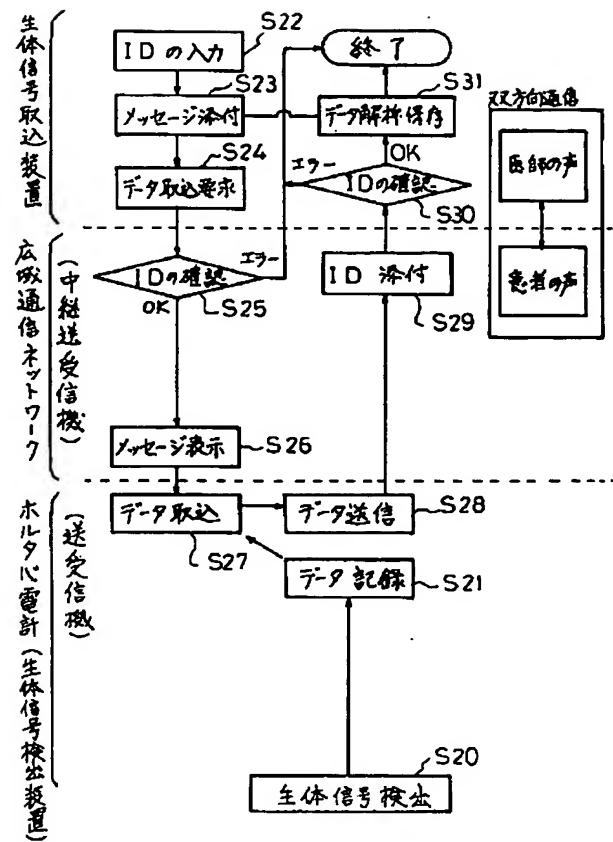 生体信号取込装置
S22
IDの入力
終了
S23
S31
メッセージ添付
データ解析保存
双方向通信
S24
エラー
OK
医師の声
データ取込要求
IDの確認
S30
広域通信ネットワーク
(中継送受信機)
IDの確認
エラー
ID 添付
患者の声
OK
S25
S29
メッセージ表示
S26
ホルタ心電計(生体信号検出装置)
(送受信機)
データ取込
データ送信
S28
S27
データ記録
S21
S20
生体信号検出